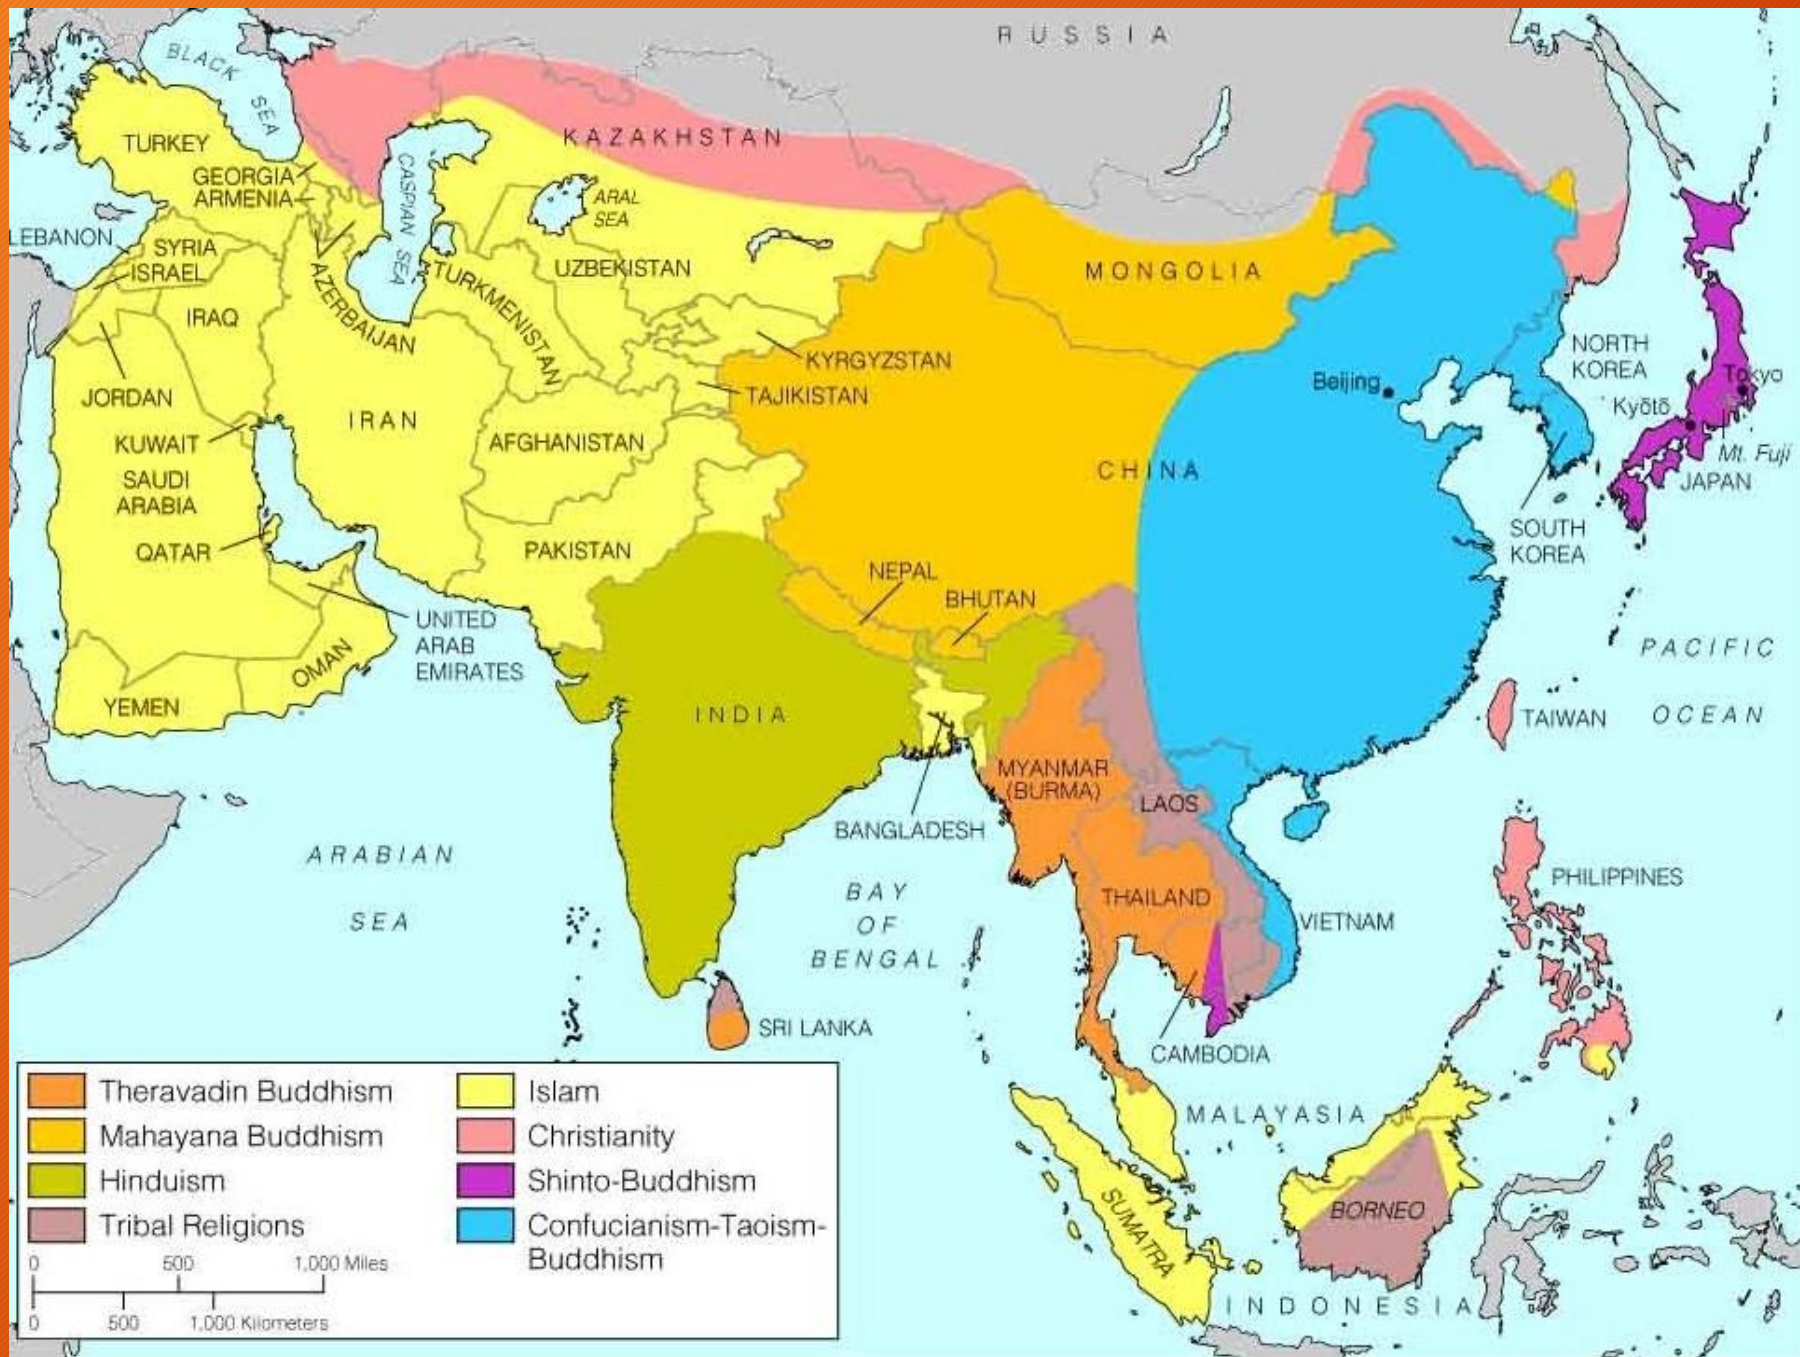 RUSSIA
BLACK
SEA
TURKEY
KAZAKHSTAN
GEORGIA
ARMENIA
CASPIAN SEA
ARAL
SEA
LEBANON
SYRIA
ISRAEL
TURKMENISTAN
UZBEKISTAN
MONGOLIA
AZERBAIJAN
IRAQ
KYRGYZSTAN
NORTH
KOREA
Beijing
Tokyo
JORDAN
TAJIKISTAN
Kyōtō
IRAN
KUWAIT
AFGHANISTAN
Mt. Fuji
CHINA
JAPAN
SAUDI
ARABIA
SOUTH
KOREA
QATAR
PAKISTAN
NEPAL
BHUTAN
UNITED
ARAB
EMIRATES
OMAN
PACIFIC
OCEAN
YEMEN
INDIA
TAIWAN
MYANMAR
(BURMA)
LAOS
BANGLADESH
ARABIAN
SEA
BAY
OF
BENGAL
THAILAND
PHILIPPINES
VIETNAM
SRI LANKA
CAMBODIA
MALAYASIA
SUMATRA
BORNEO
INDONESIA
Theravadin Buddhism
Mahayana Buddhism
Hinduism
Tribal Religions
Islam
Christianity
Shinto-Buddhism
Confucianism-Taoism-
Buddhism
0 500 1,000 Miles
0 500 1,000 Kilometers